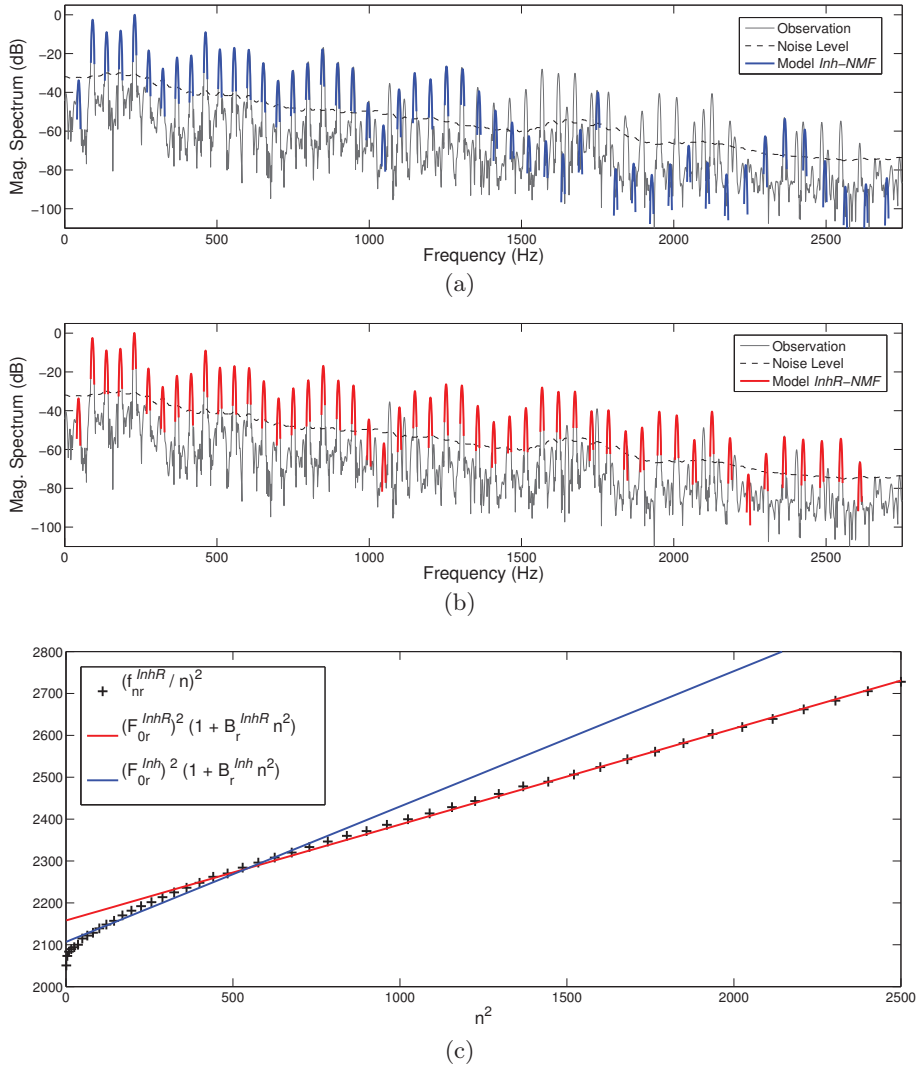 0
−20
−40
−60
−80
−100
Mag. Spectrum (dB)
Observation
Noise Level
Model Inh−NMF
0
500
1000
1500
2000
2500
Frequency (Hz)
(a)
0
−20
−40
−60
−80
−100
Mag. Spectrum (dB)
Observation
Noise Level
Model InhR−NMF
0
500
1000
1500
2000
2500
Frequency (Hz)
(b)
2800
2700
2600
2500
2400
2300
2200
2100
2000
(f_nr^InhR / n)^2
(F_0r^InhR)^2 (1 + B_r^InhR n^2)
(F_0r^Inh)^2 (1 + B_r^Inh n^2)
0
500
1000
1500
2000
2500
n^2
(c)